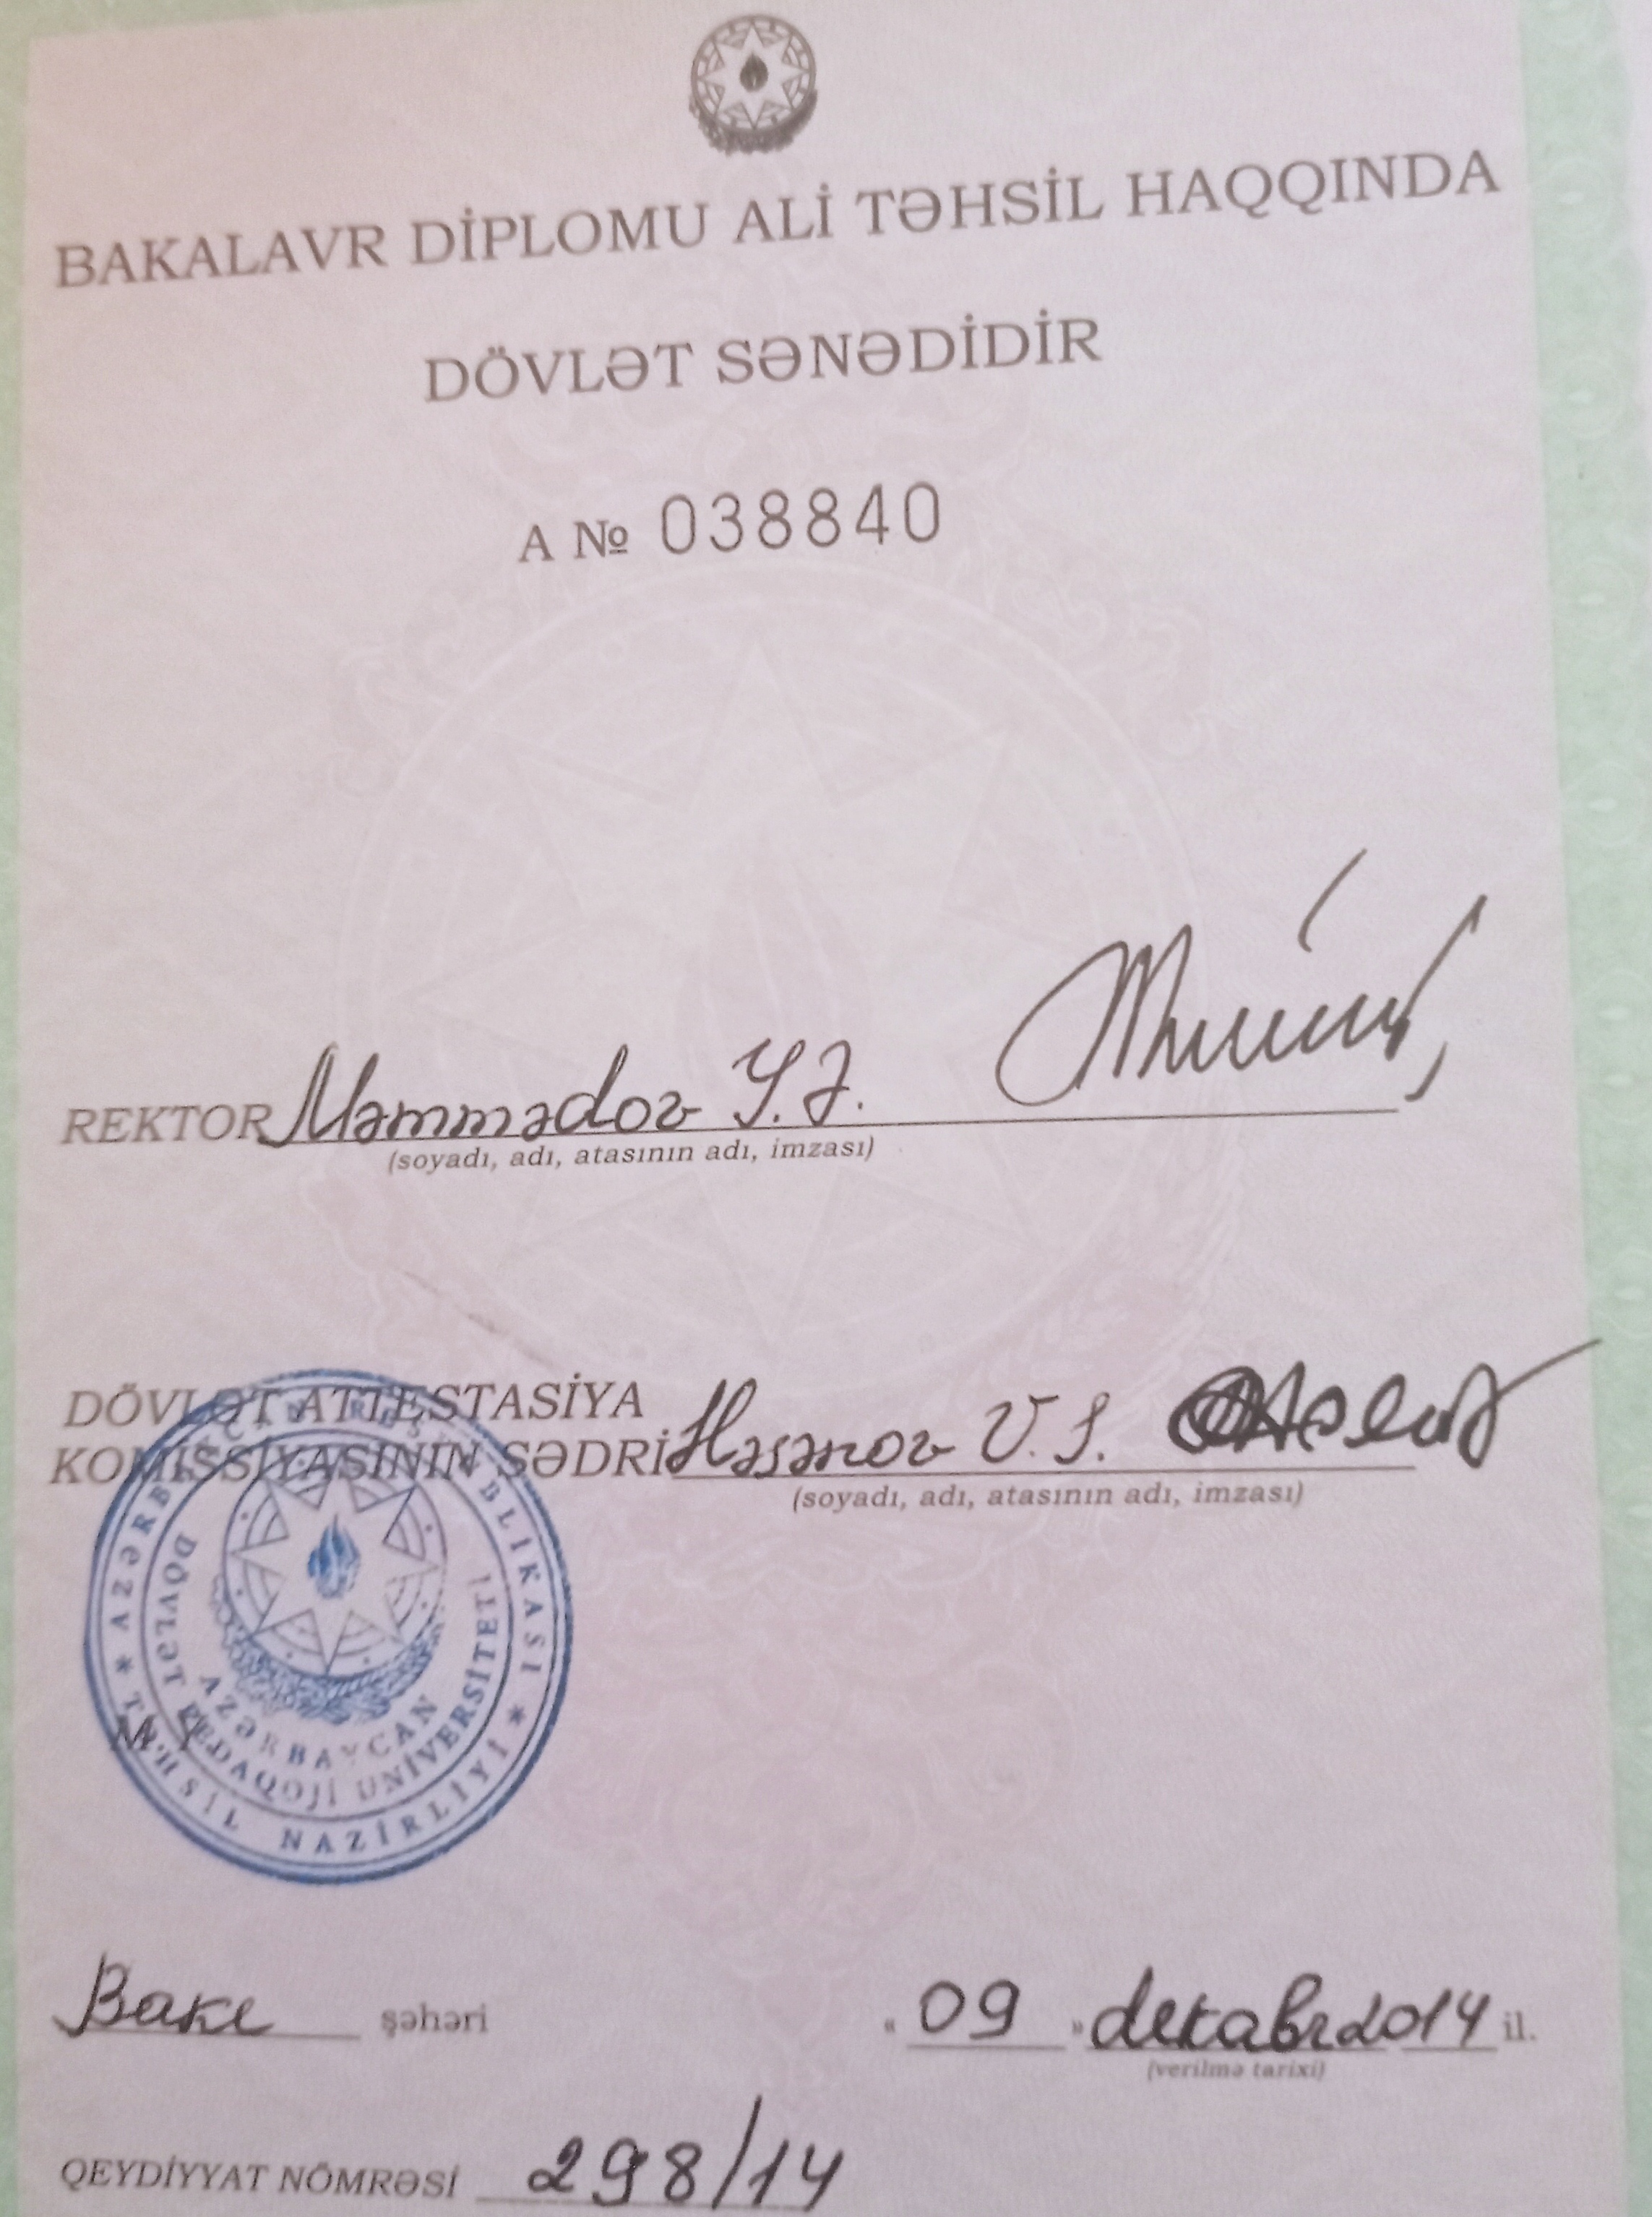 BAKALAVR DİPLOMU ALİ TƏHSİL HAQQINDA
DÖVLƏT SƏNƏDİDİR
A № 038840
REKTOR Məmmədov Y.Ə.
(soyadı, adı, atasının adı, imzası)
DÖVLƏT ATTESTASİYA
KOMİSSİYASININ SƏDRİ Həsənov V.S.
(soyadı, adı, atasının adı, imzası)
AZƏRBAYCAN RESPUBLİKASI
TƏHSİL NAZİRLİYİ
AZƏRBAYCAN
DÖVLƏT PEDAQOJİ UNİVERSİTETİ
Bakı şəhəri « 09 » dekabr 2014 il.
(verilmə tarixi)
QEYDİYYAT NÖMRƏSİ 298/14